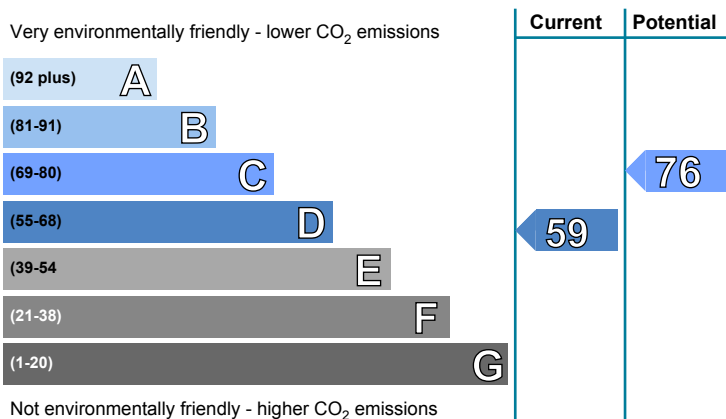 Current Potential
Very environmentally friendly - lower CO2 emissions
(92 plus) A
(81-91) B
(69-80) C 76
(55-68) D 59
(39-54 E
(21-38) F
(1-20) G
Not environmentally friendly - higher CO2 emissions